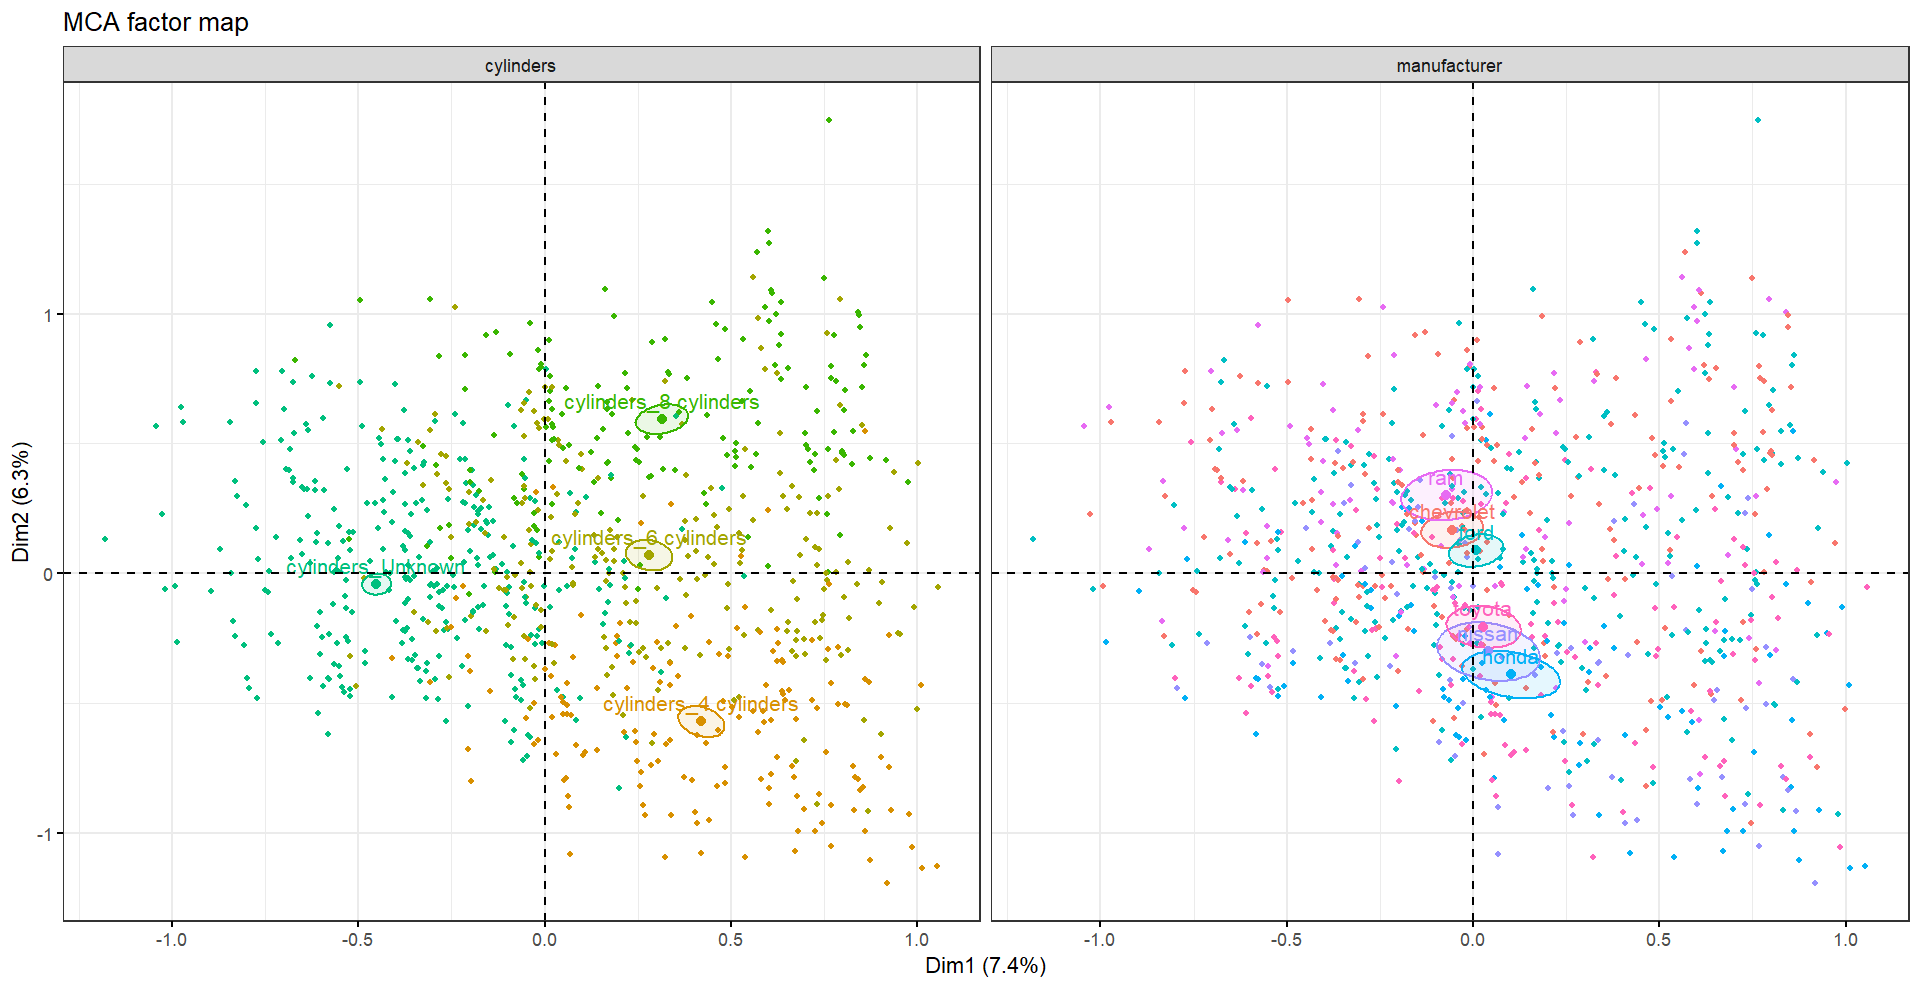 MCA factor map
cylinders
manufacturer
Dim2 (6.3%)
1
0
-1
cylinders_8 cylinders
cylinders_6 cylinders
cylinders_Unknown
cylinders_4 cylinders
ram
chevrolet
ford
toyota
nissan
honda
-1.0 -0.5 0.0 0.5 1.0
-1.0 -0.5 0.0 0.5 1.0
Dim1 (7.4%)